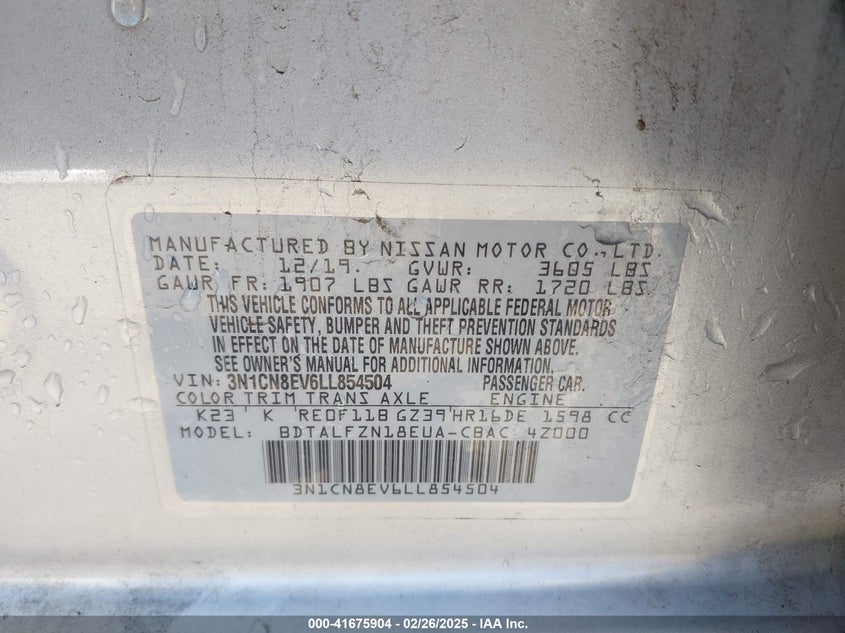 MANUFACTURED BY NISSAN MOTOR CO., LTD.
DATE: 12/19. GVWR: 3605 LBS
GAWR FR: 1907 LBS GAWR RR: 1720 LBS
THIS VEHICLE CONFORMS TO ALL APPLICABLE FEDERAL MOTOR
VEHICLE SAFETY, BUMPER AND THEFT PREVENTION STANDARDS
IN EFFECT ON THE DATE OF MANUFACTURE SHOWN ABOVE.
SEE OWNER'S MANUAL FOR ADDITIONAL INFORMATION.
VIN: 3N1CN8EV6LL854504 PASSENGER CAR.
COLOR TRIM TRANS AXLE ENGINE
K23 K RE0F11B GZ39 HR16DE 1598 CC
MODEL: BDTALFZN18EUA-CBAC 4Z000
3N1CN8EV6LL854504
000-41675904 | 02/26/2025 - IAA Inc.